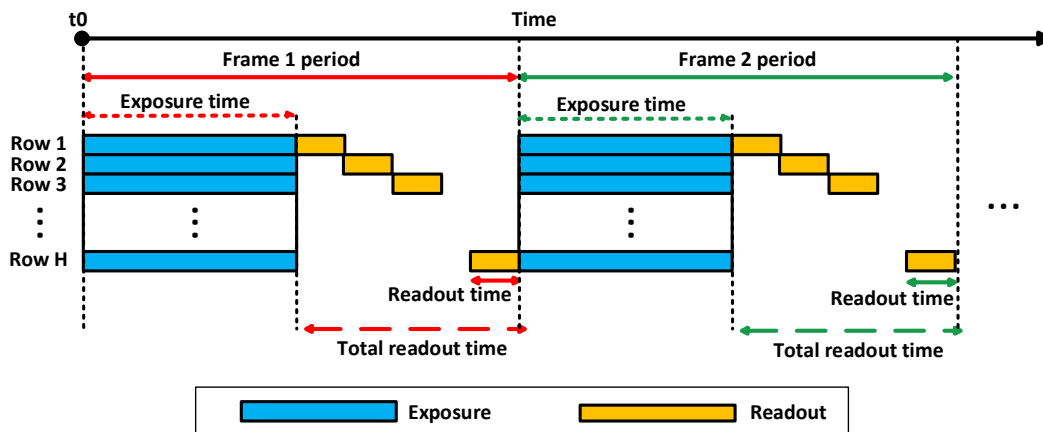 t0 Time
Frame 1 period Frame 2 period
Exposure time Exposure time
Row 1
Row 2
Row 3
Row H
Readout time Readout time
Total readout time Total readout time
Exposure Readout